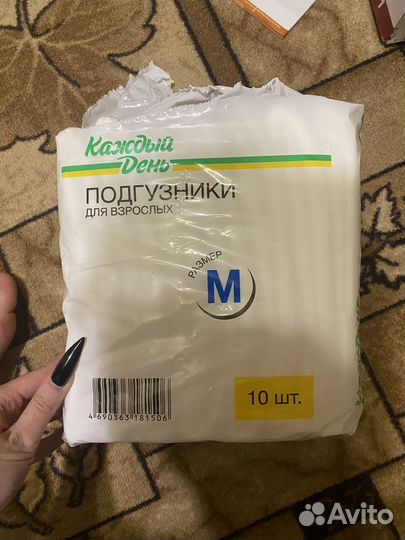 Каждый
День
ПОДГУЗНИКИ
ДЛЯ ВЗРОСЛЫХ
РАЗМЕР
M
10 шт.
4 690363 181506
Avito